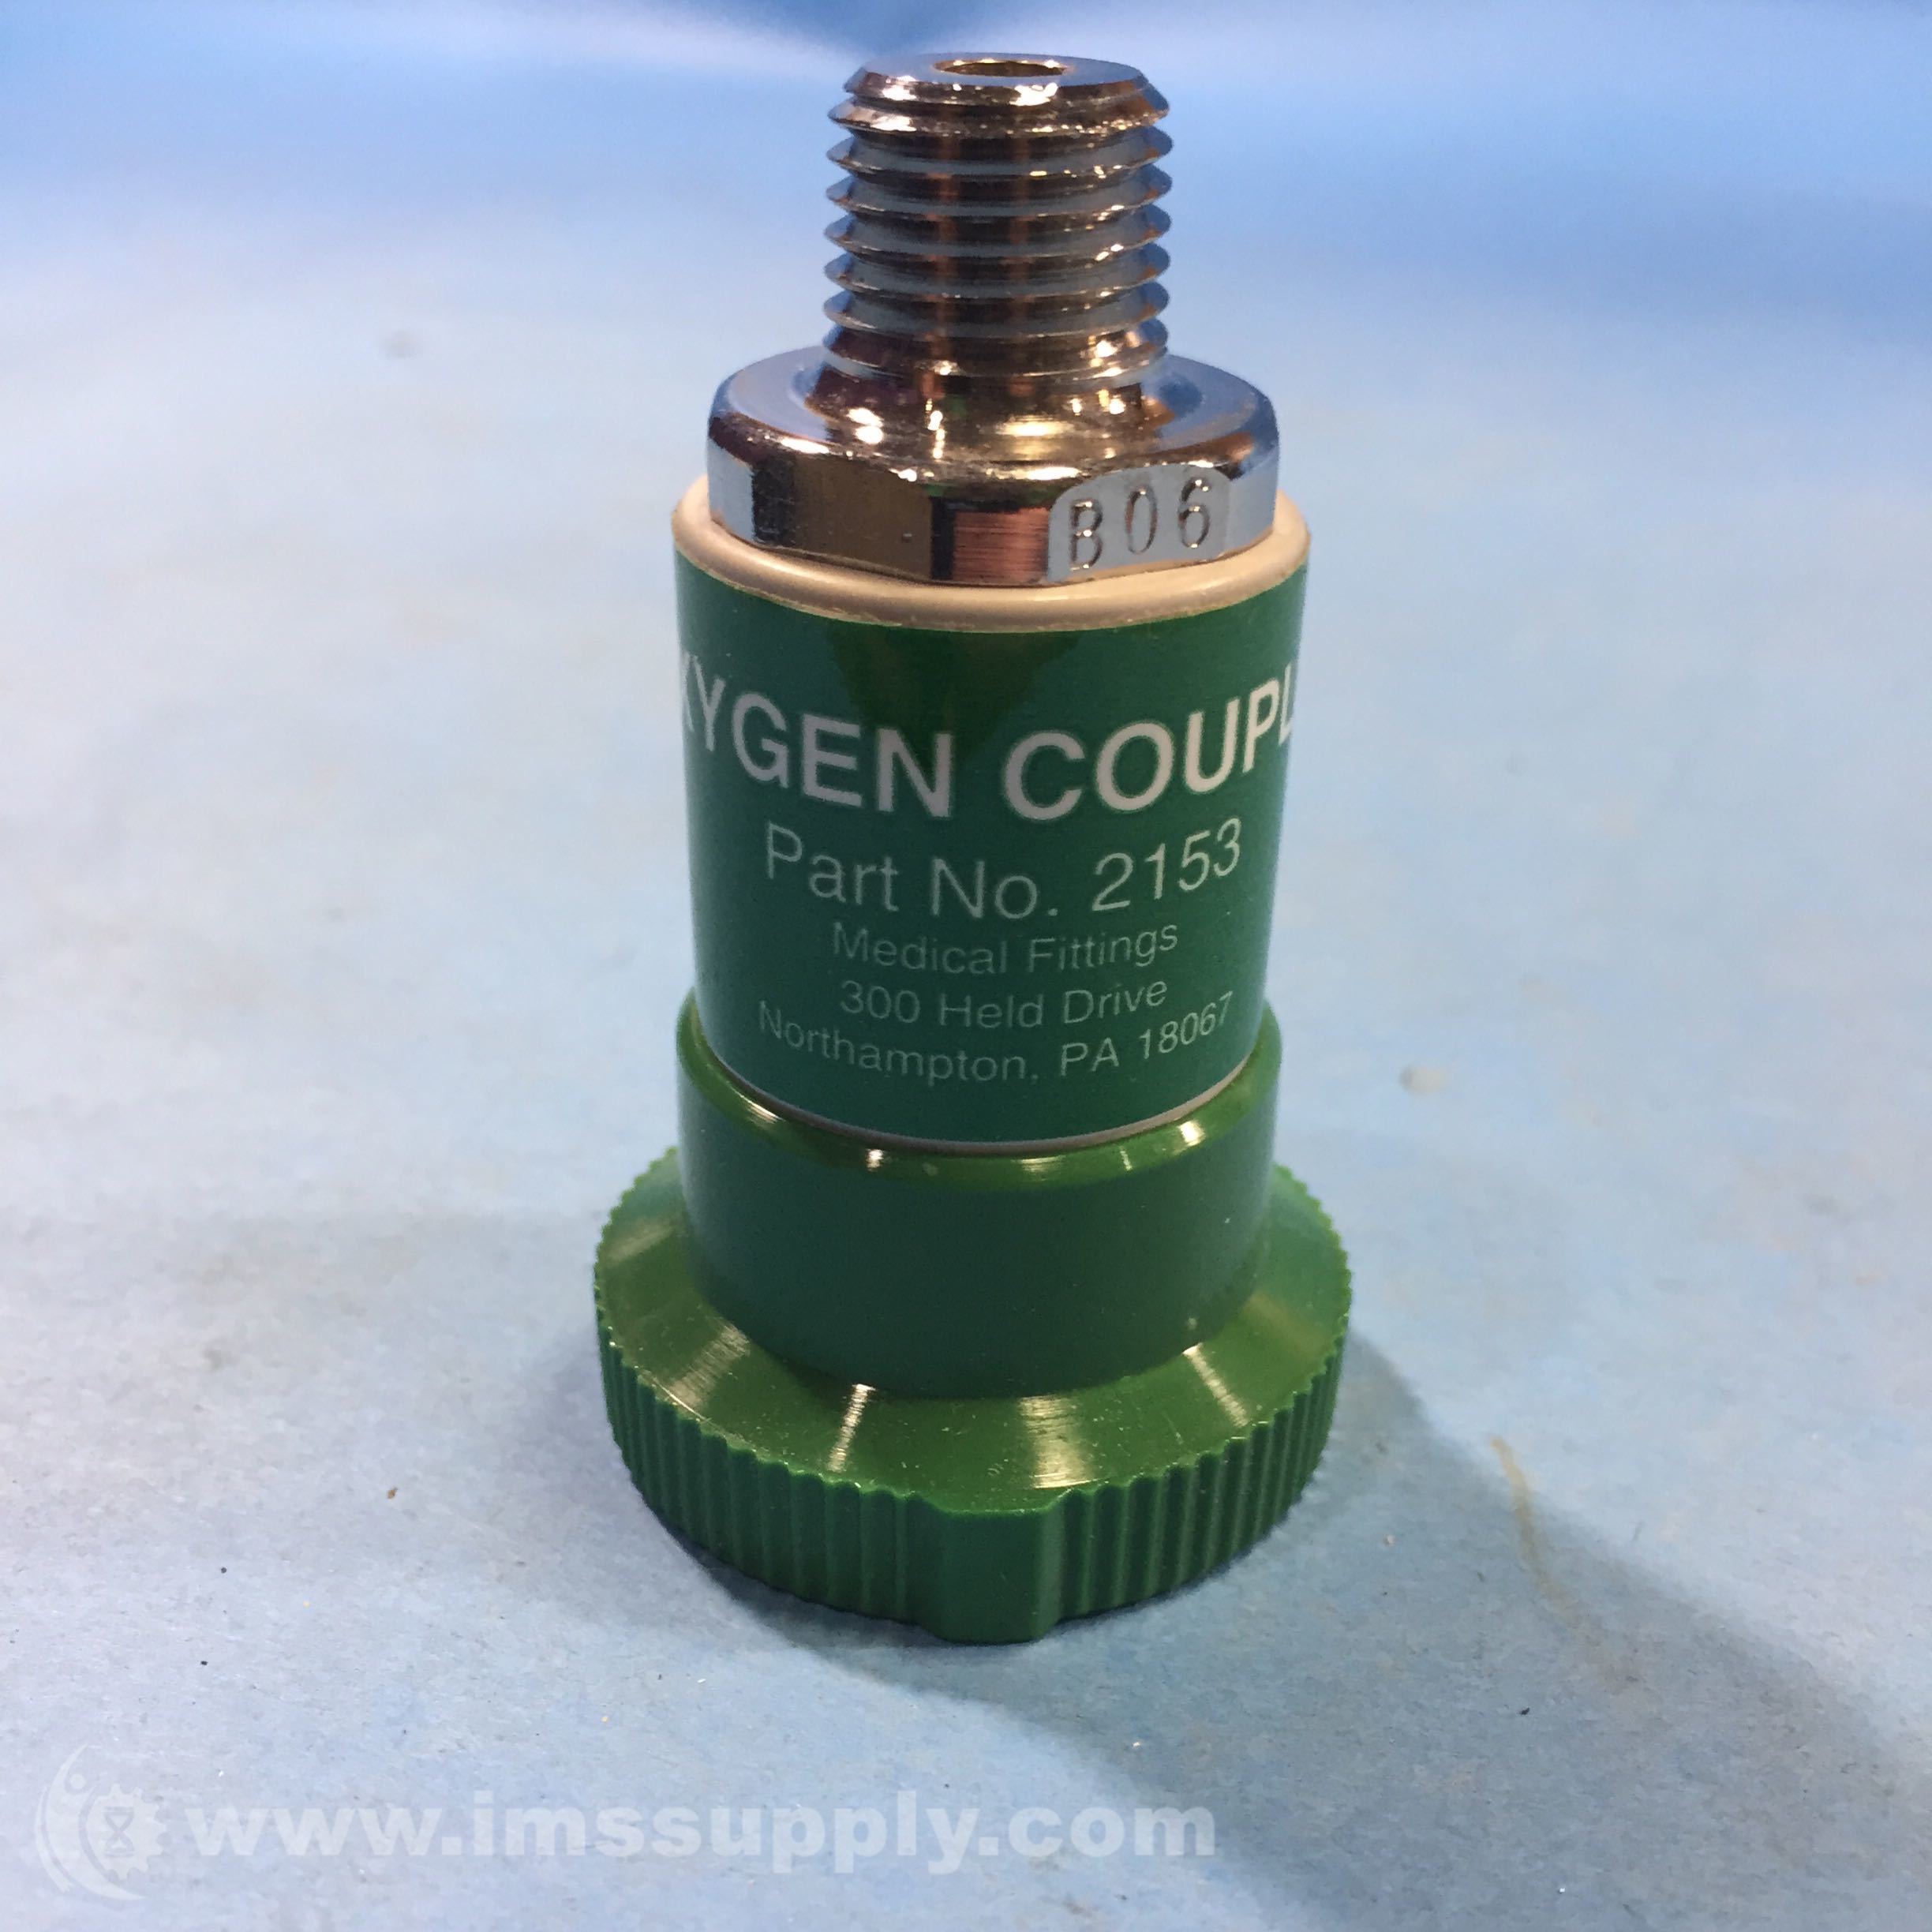 B06
XYGEN COUPL
Part No. 2153
Medical Fittings
300 Held Drive
Northampton, PA 18067
www.imssupply.com